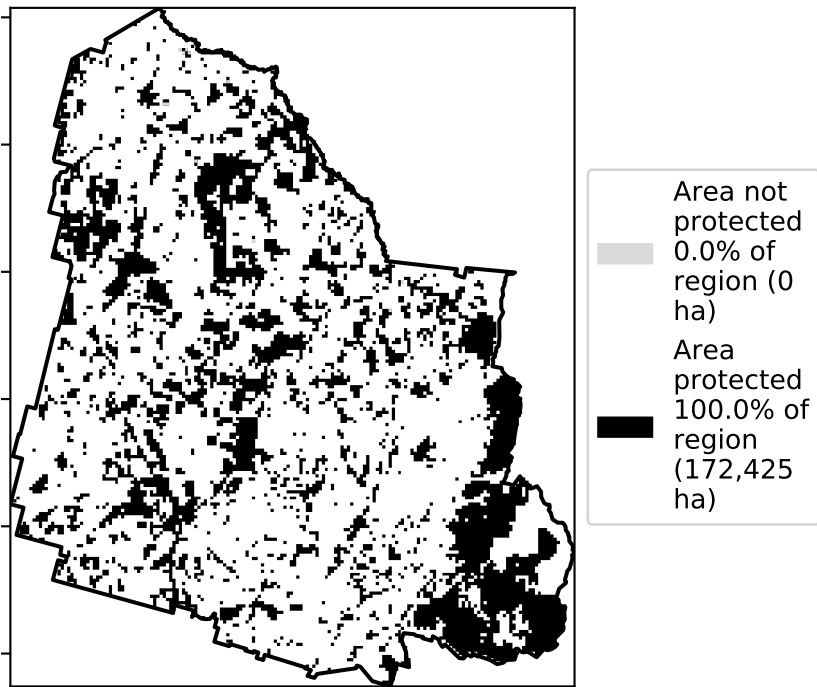 Area not
protected
0.0% of
region (0
ha)
Area
protected
100.0% of
region
(172,425
ha)